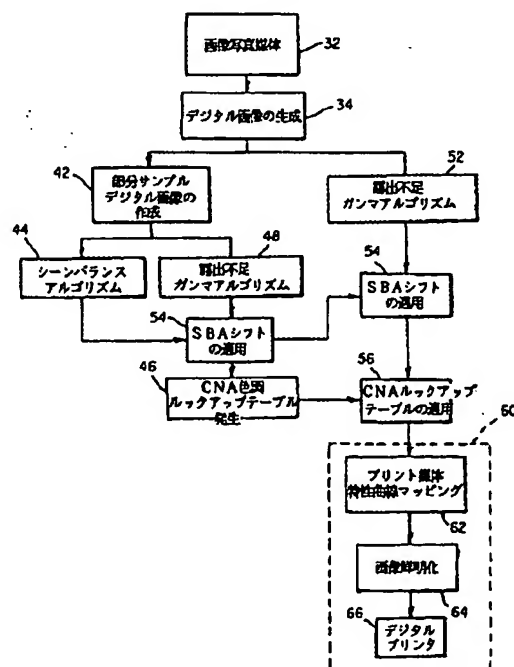 画像写真媒体
32
デジタル画像の生成
34
42
部分サンプル
デジタル画像の
作成
52
露出不足
ガンマアルゴリズム
44
シーンバランス
アルゴリズム
48
露出不足
ガンマアルゴリズム
54
SBAシフト
の適用
54
SBAシフト
の適用
46
CNA色調
ルックアップテーブル
発生
56
CNAルックアップ
テーブルの適用
60
プリント媒体
特性曲線マッピング
62
画像鮮明化
64
66
デジタル
プリンタ